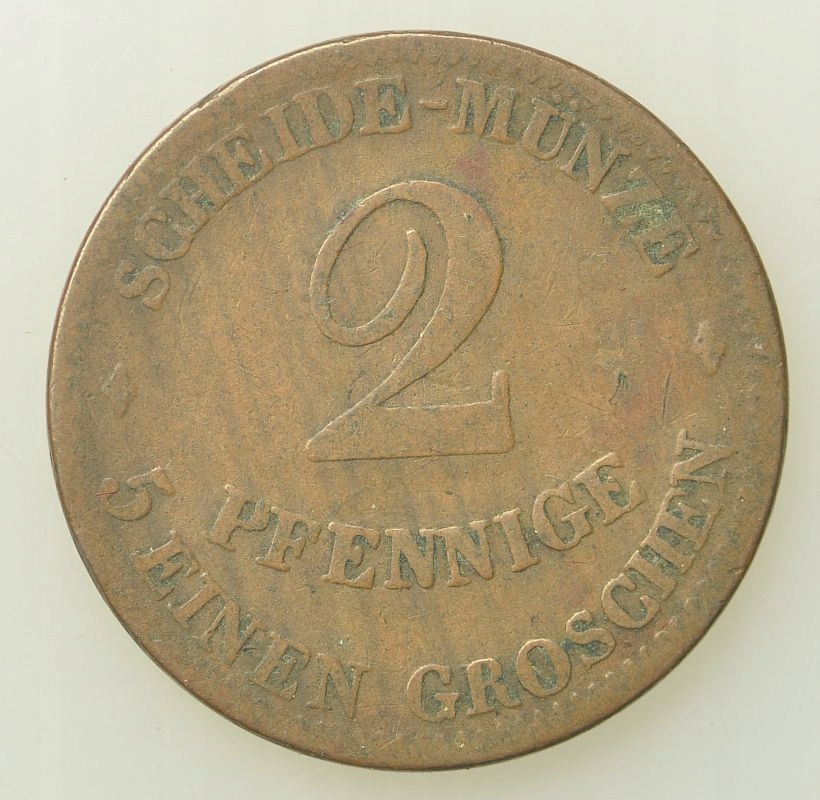 SCHEIDE-MÜNZE
2
PFENNIGE
5 EINEN GROSCHEN